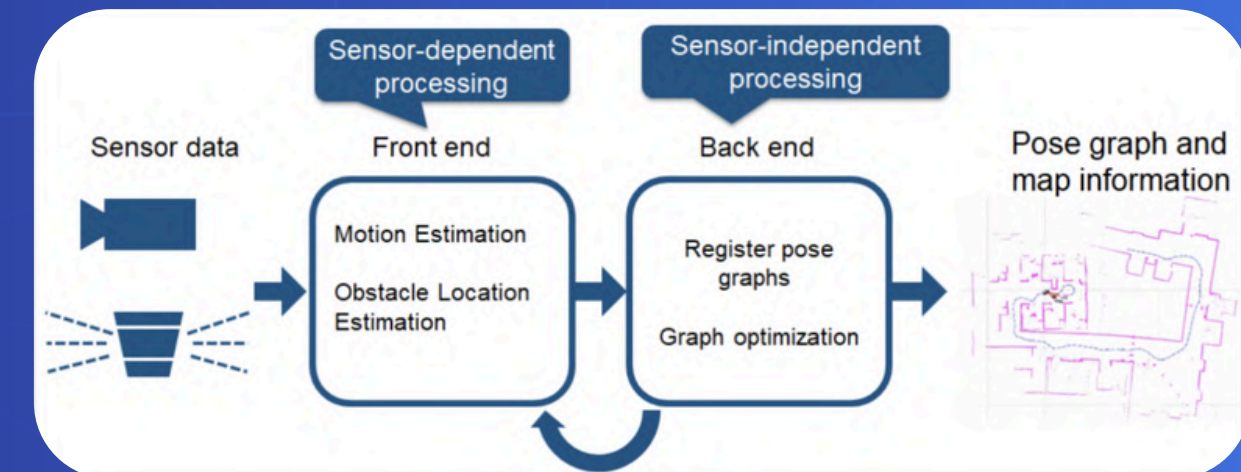 Sensor-dependent
processing
Sensor-independent
processing
Sensor data
Front end
Back end
Pose graph and
map information
Motion Estimation
Obstacle Location
Estimation
Register pose
graphs
Graph optimization